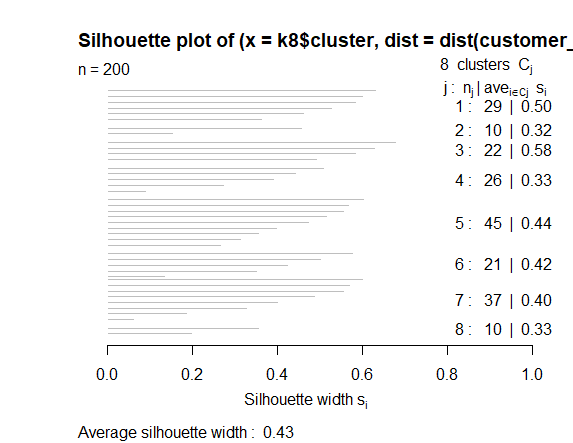 Silhouette plot of (x = k8$cluster, dist = dist(customer_
n = 200
8 clusters Cj
j : nj | avei∈Cj si
1 : 29 | 0.50
2 : 10 | 0.32
3 : 22 | 0.58
4 : 26 | 0.33
5 : 45 | 0.44
6 : 21 | 0.42
7 : 37 | 0.40
8 : 10 | 0.33
0.0 0.2 0.4 0.6 0.8 1.0
Silhouette width si
Average silhouette width : 0.43